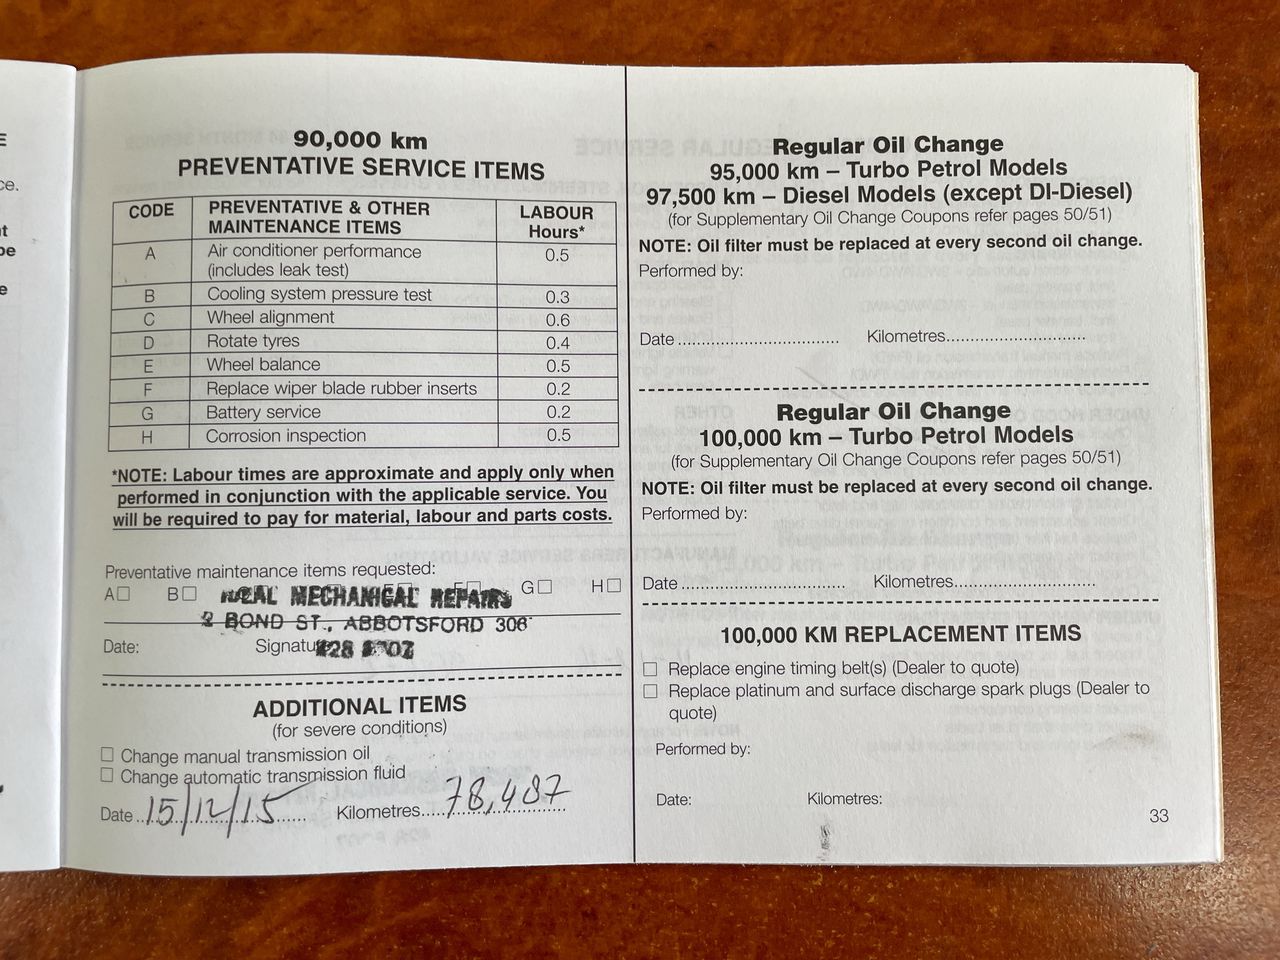 E
ce.
t
be
e
90,000 km
PREVENTATIVE SERVICE ITEMS
CODE PREVENTATIVE & OTHER MAINTENANCE ITEMS LABOUR Hours*
A Air conditioner performance (includes leak test) 0.5
B Cooling system pressure test 0.3
C Wheel alignment 0.6
D Rotate tyres 0.4
E Wheel balance 0.5
F Replace wiper blade rubber inserts 0.2
G Battery service 0.2
H Corrosion inspection 0.5
*NOTE: Labour times are approximate and apply only when
performed in conjunction with the applicable service. You
will be required to pay for material, labour and parts costs.
Preventative maintenance items requested:
A☐ B☐ G☐ H☐
MECHANICAL REPAIRS
BOND ST., ABBOTSFORD
Date: Signatu
ADDITIONAL ITEMS
(for severe conditions)
☐ Change manual transmission oil
☐ Change automatic transmission fluid
Date 15/12/15 Kilometres 78,487
Regular Oil Change
95,000 km – Turbo Petrol Models
97,500 km – Diesel Models (except DI-Diesel)
(for Supplementary Oil Change Coupons refer pages 50/51)
NOTE: Oil filter must be replaced at every second oil change.
Performed by:
Date Kilometres
Regular Oil Change
100,000 km – Turbo Petrol Models
(for Supplementary Oil Change Coupons refer pages 50/51)
NOTE: Oil filter must be replaced at every second oil change.
Performed by:
Date Kilometres
100,000 KM REPLACEMENT ITEMS
☐ Replace engine timing belt(s) (Dealer to quote)
☐ Replace platinum and surface discharge spark plugs (Dealer to
quote)
Performed by:
Date: Kilometres:
33